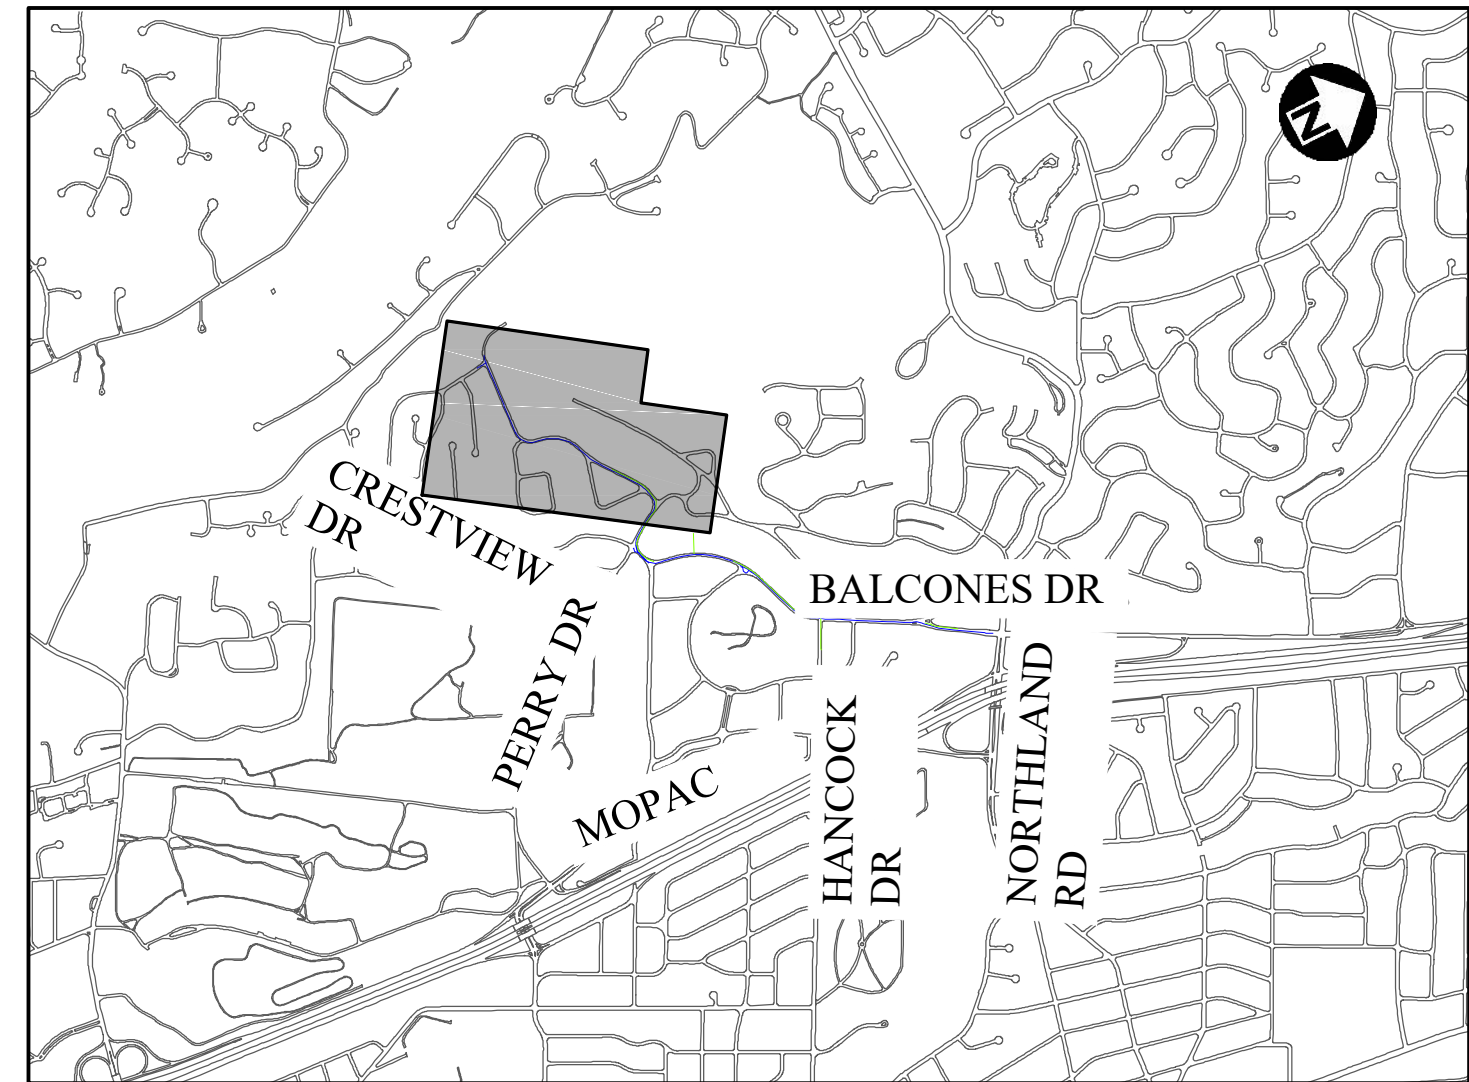 N
CRESTVIEW
DR
BALCONES DR
PERRY DR
MOPAC
HANCOCK
DR
NORTHLAND
RD